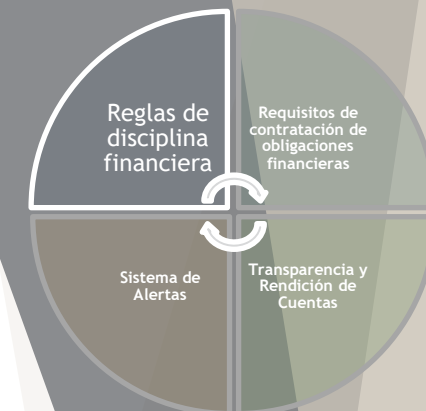 Reglas de
disciplina
financiera
Requisitos de
contratación de
obligaciones
financieras
Sistema de
Alertas
Transparencia y
Rendición de
Cuentas